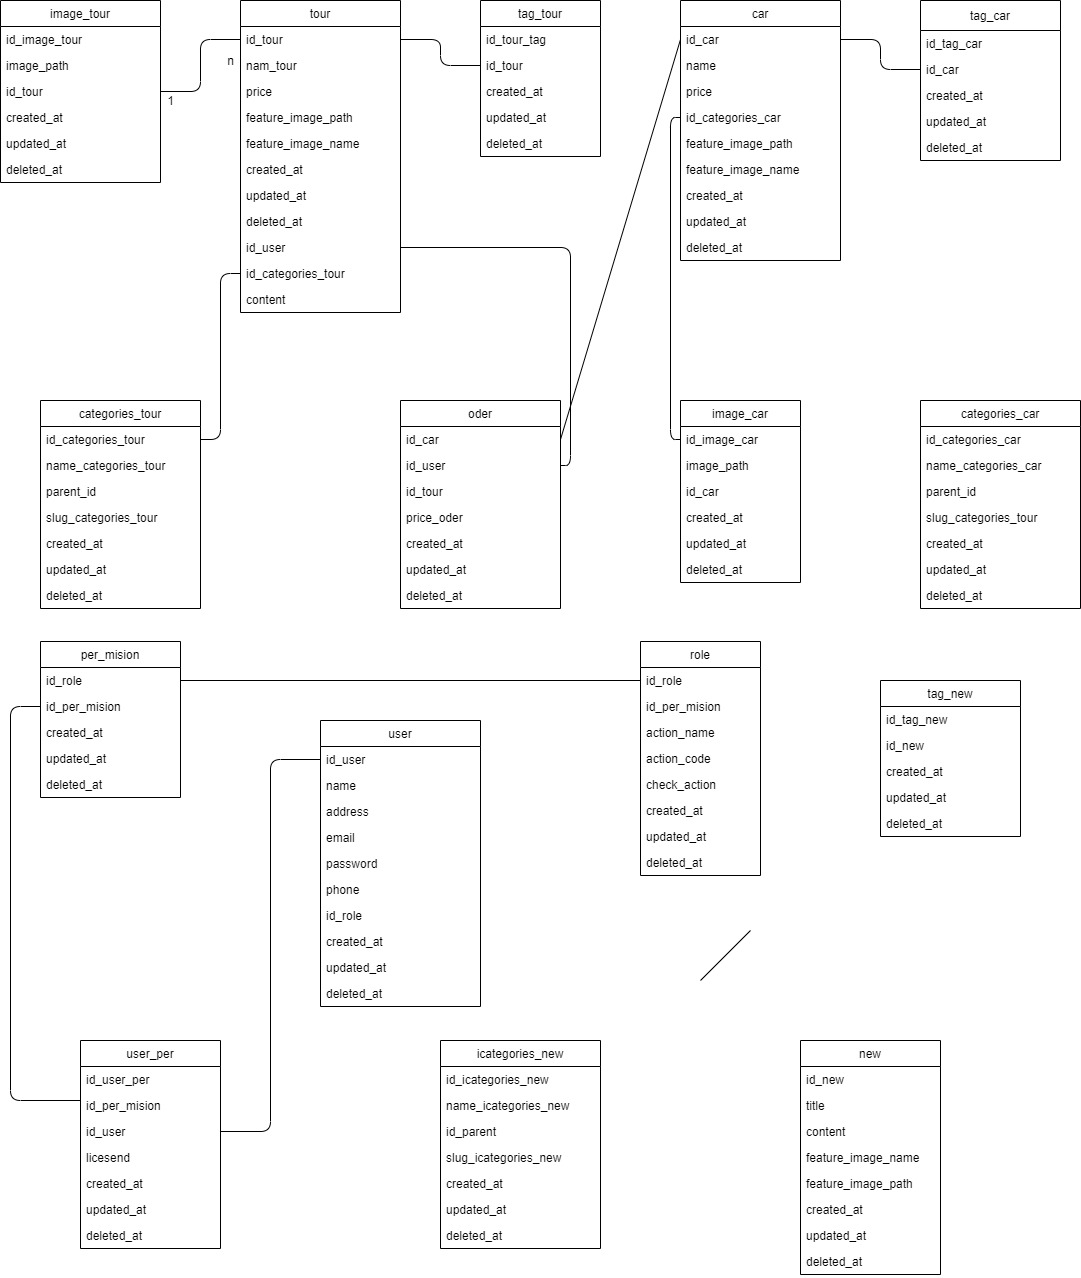 image_tour
id_image_tour
image_path
id_tour
created_at
updated_at
deleted_at
1
n
tour
id_tour
nam_tour
price
feature_image_path
feature_image_name
created_at
updated_at
deleted_at
id_user
id_categories_tour
content
tag_tour
id_tour_tag
id_tour
created_at
updated_at
deleted_at
car
id_car
name
price
id_categories_car
feature_image_path
feature_image_name
created_at
updated_at
deleted_at
tag_car
id_tag_car
id_car
created_at
updated_at
deleted_at
categories_tour
id_categories_tour
name_categories_tour
parent_id
slug_categories_tour
created_at
updated_at
deleted_at
oder
id_car
id_user
id_tour
price_oder
created_at
updated_at
deleted_at
image_car
id_image_car
image_path
id_car
created_at
updated_at
deleted_at
categories_car
id_categories_car
name_categories_car
parent_id
slug_categories_tour
created_at
updated_at
deleted_at
per_mision
id_role
id_per_mision
created_at
updated_at
deleted_at
user
id_user
name
address
email
password
phone
id_role
created_at
updated_at
deleted_at
role
id_role
id_per_mision
action_name
action_code
check_action
created_at
updated_at
deleted_at
tag_new
id_tag_new
id_new
created_at
updated_at
deleted_at
user_per
id_user_per
id_per_mision
id_user
licesend
created_at
updated_at
deleted_at
icategories_new
id_icategories_new
name_icategories_new
id_parent
slug_icategories_new
created_at
updated_at
deleted_at
new
id_new
title
content
feature_image_name
feature_image_path
created_at
updated_at
deleted_at